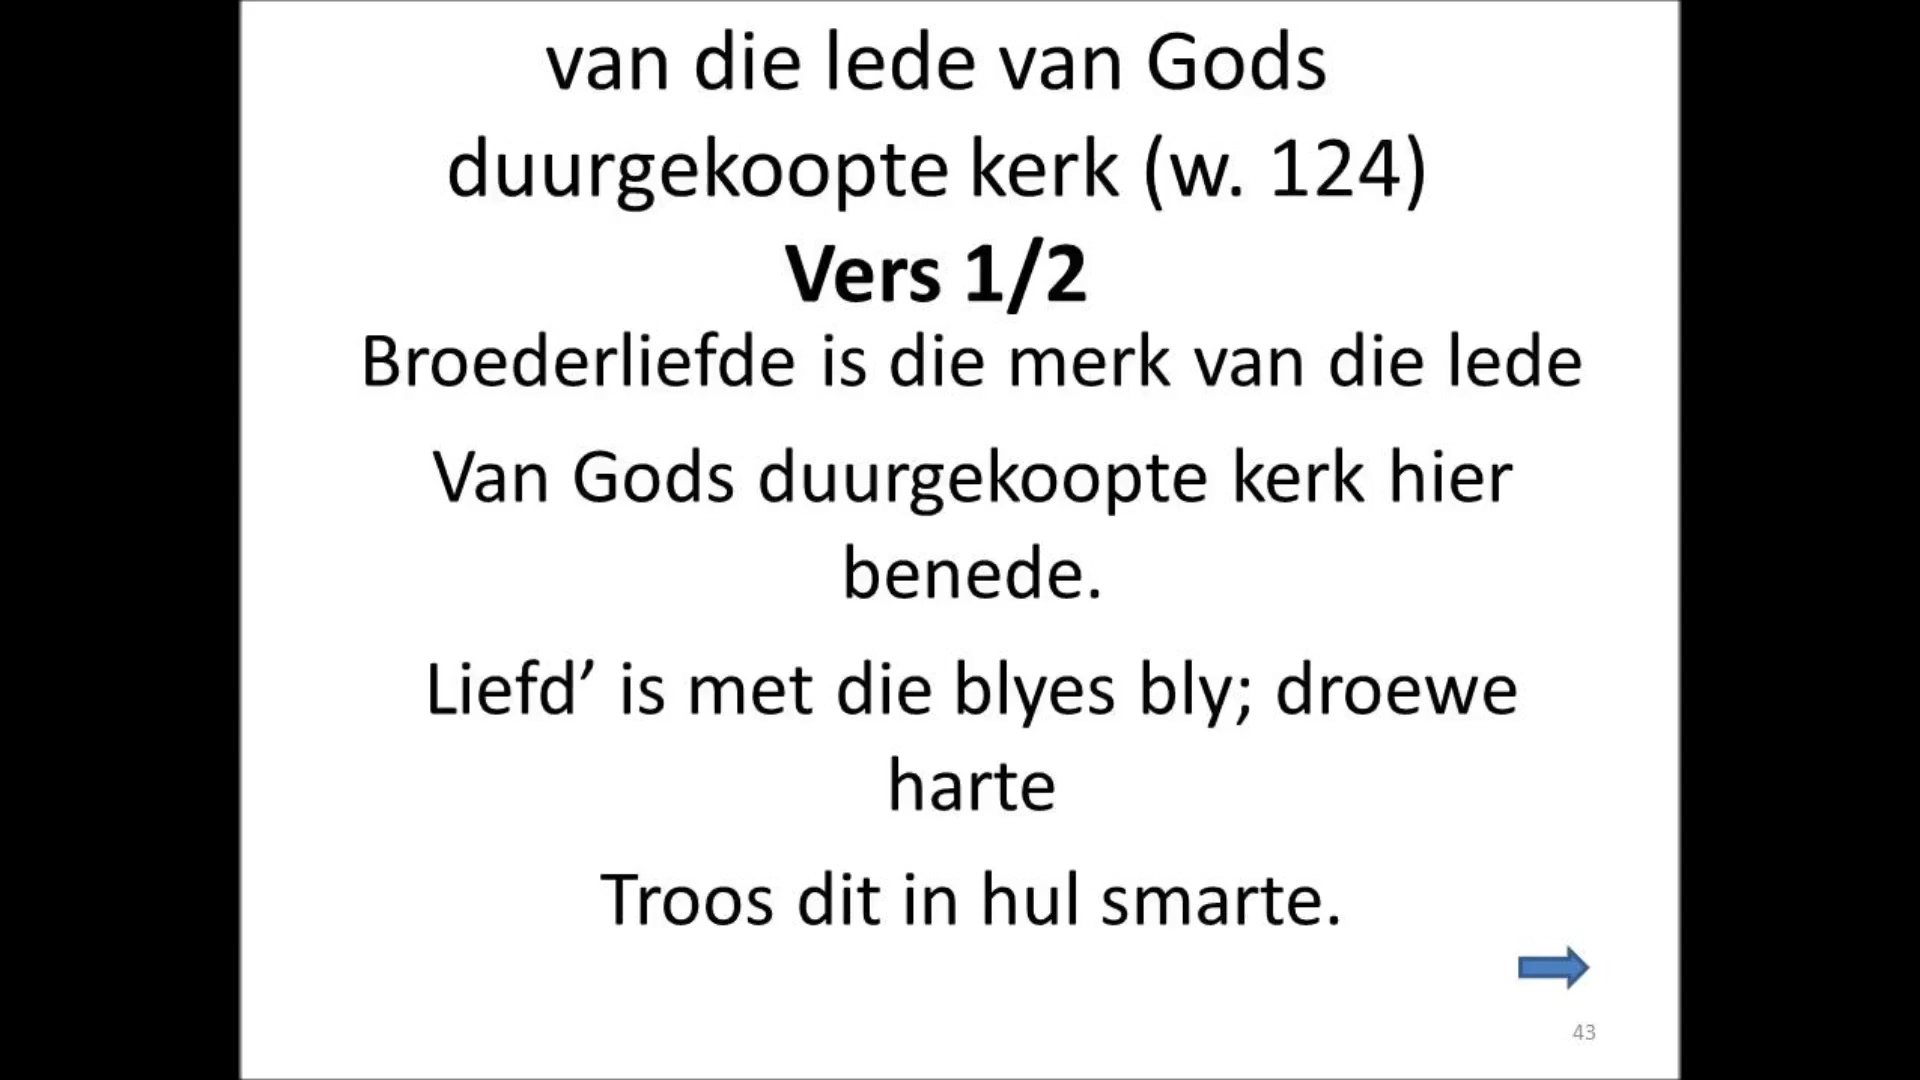 van die lede van Gods
duurgekoopte kerk (w. 124)
Vers 1/2
Broederliefde is die merk van die lede
Van Gods duurgekoopte kerk hier
benede.
Liefd’ is met die blyes bly; droewe
harte
Troos dit in hul smarte.
43